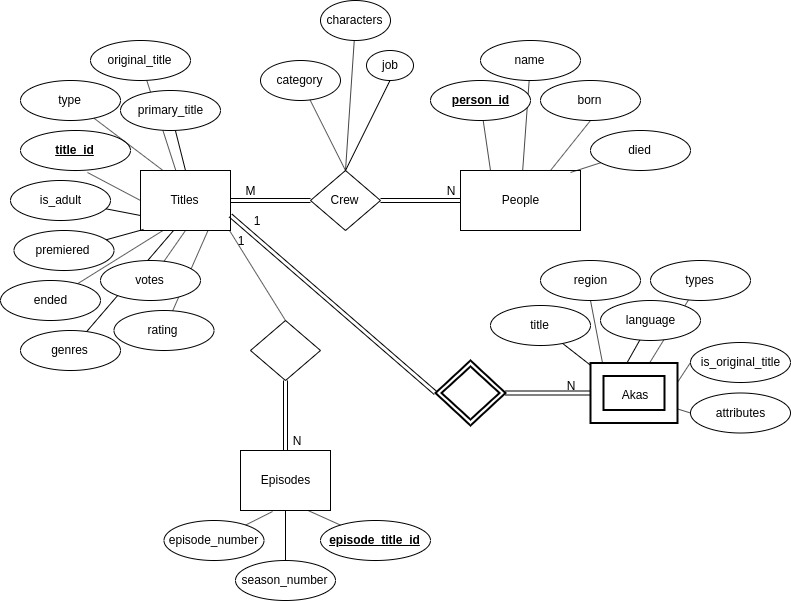 characters
original_title
name
job
category
type
primary_title
person_id
born
title_id
died
M
N
is_adult
Titles
Crew
People
1
1
premiered
votes
region
types
ended
title
language
rating
genres
is_original_title
N
Akas
attributes
N
Episodes
episode_number
episode_title_id
season_number